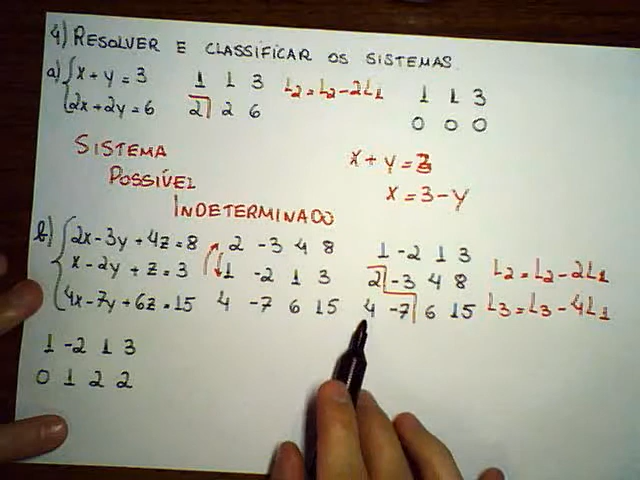 4) RESOLVER E CLASSIFICAR OS SISTEMAS.
a) { x + y = 3   1 1 3   L2 = L2 - 2L1   1 1 3
2x + 2y = 6   2 2 6   0 0 0
SISTEMA
POSSÍVEL
INDETERMINADO
x + y = 3
x = 3 - y
b) { 2x - 3y + 4z = 8   2 -3 4 8   1 -2 1 3
x - 2y + z = 3   1 -2 1 3   2 -3 4 8   L2 = L2 - 2L1
4x - 7y + 6z = 15   4 -7 6 15   4 -7 6 15   L3 = L3 - 4L1
1 -2 1 3
0 1 2 2